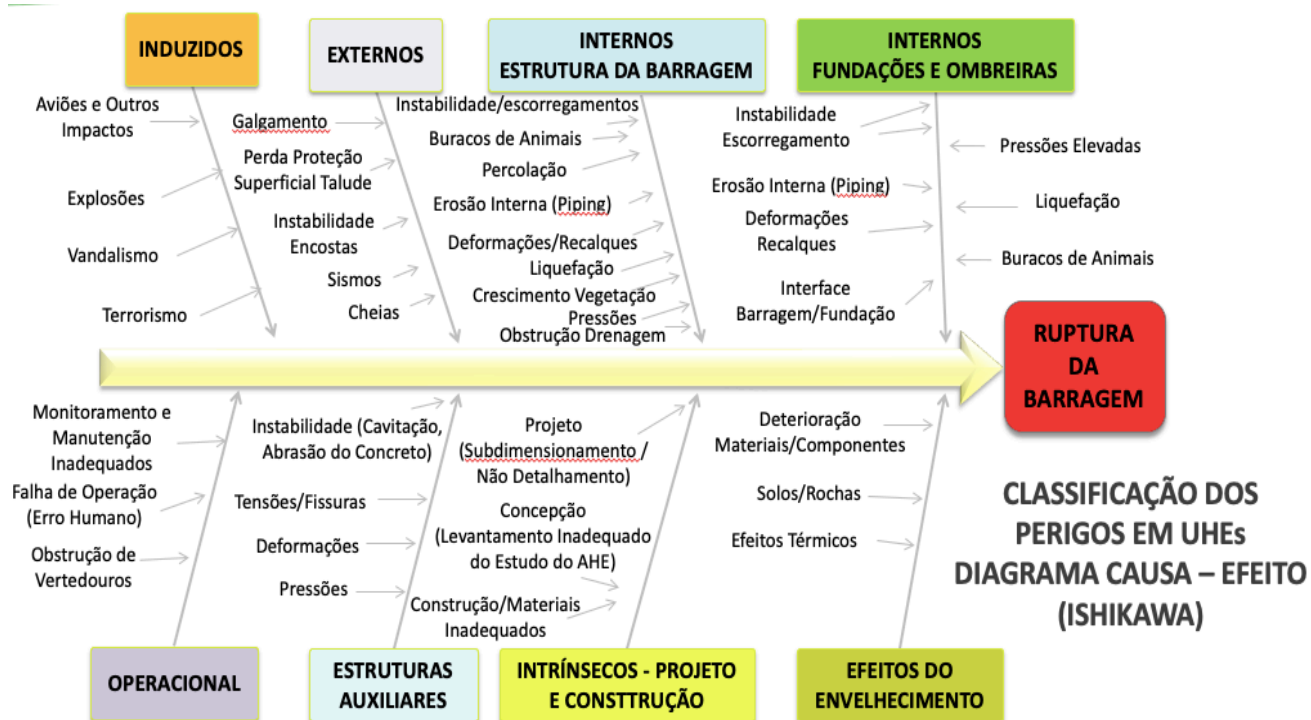 INDUZIDOS
EXTERNOS
INTERNOS
ESTRUTURA DA BARRAGEM
INTERNOS
FUNDAÇÕES E OMBREIRAS
Aviões e Outros
Impactos
Explosões
Vandalismo
Terrorismo
Galgamento
Perda Proteção
Superficial Talude
Instabilidade
Encostas
Sismos
Cheias
Instabilidade/escorregamentos
Buracos de Animais
Percolação
Erosão Interna (Piping)
Deformações/Recalques
Liquefação
Crescimento Vegetação
Pressões
Obstrução Drenagem
Instabilidade
Escorregamento
Erosão Interna (Piping)
Deformações
Recalques
Interface
Barragem/Fundação
Pressões Elevadas
Liquefação
Buracos de Animais
RUPTURA
DA
BARRAGEM
Monitoramento e
Manutenção
Inadequados
Falha de Operação
(Erro Humano)
Obstrução de
Vertedouros
Instabilidade (Cavitação,
Abrasão do Concreto)
Tensões/Fissuras
Deformações
Pressões
Projeto
(Subdimensionamento /
Não Detalhamento)
Concepção
(Levantamento Inadequado
do Estudo do AHE)
Construção/Materiais
Inadequados
Deterioração
Materiais/Componentes
Solos/Rochas
Efeitos Térmicos
CLASSIFICAÇÃO DOS
PERIGOS EM UHEs
DIAGRAMA CAUSA – EFEITO
(ISHIKAWA)
OPERACIONAL
ESTRUTURAS
AUXILIARES
INTRÍNSECOS - PROJETO
E CONSTTRUÇÃO
EFEITOS DO
ENVELHECIMENTO